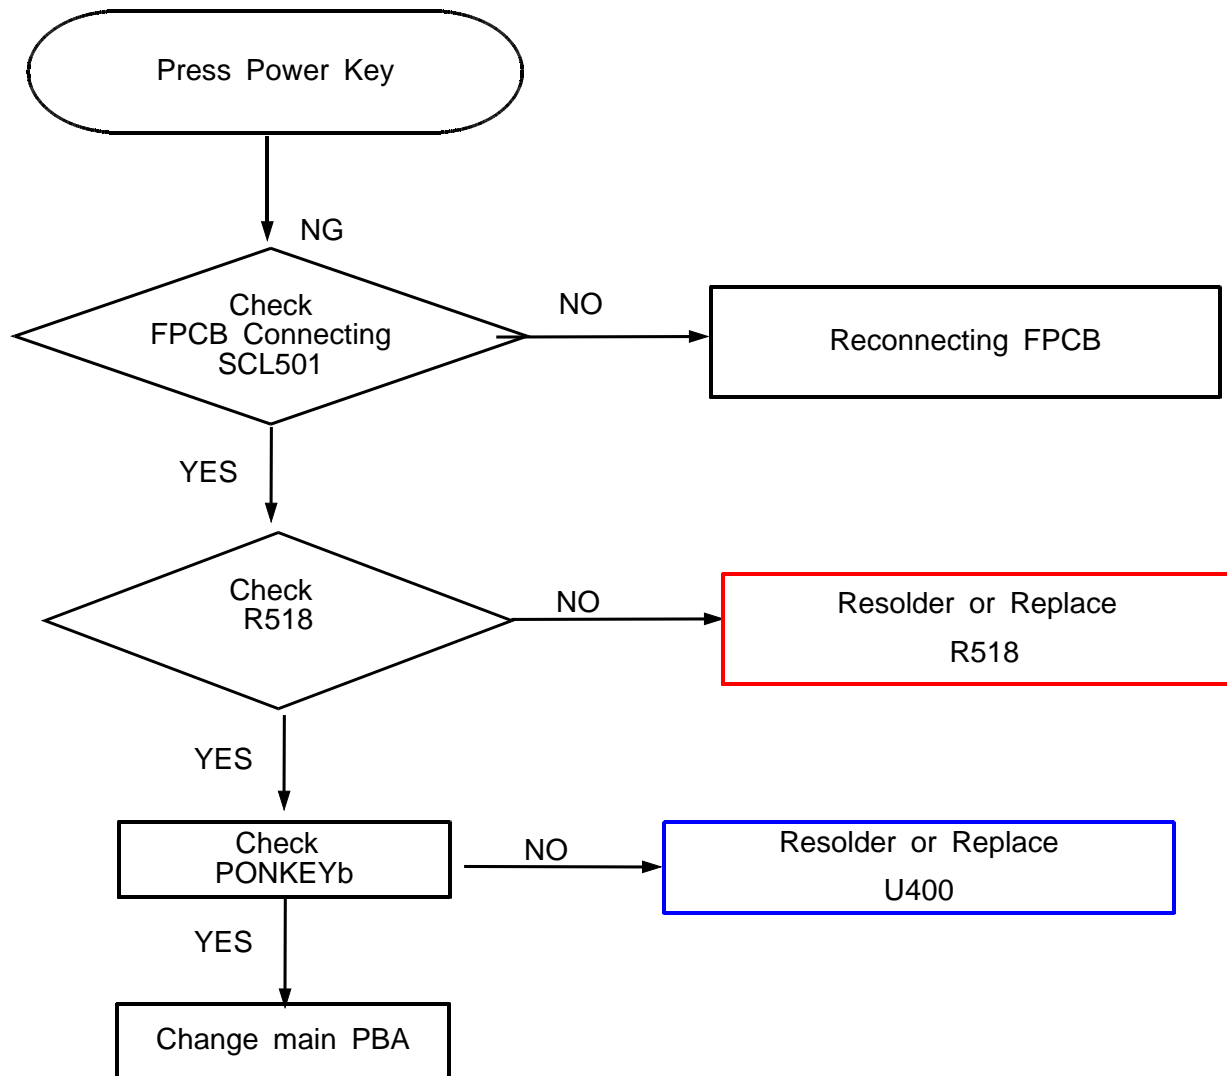 Press Power Key
NG
Check
FPCB Connecting
SCL501
NO
Reconnecting FPCB
YES
Check
R518
NO
Resolder or Replace
R518
YES
Check
PONKEYb
NO
Resolder or Replace
U400
YES
Change main PBA